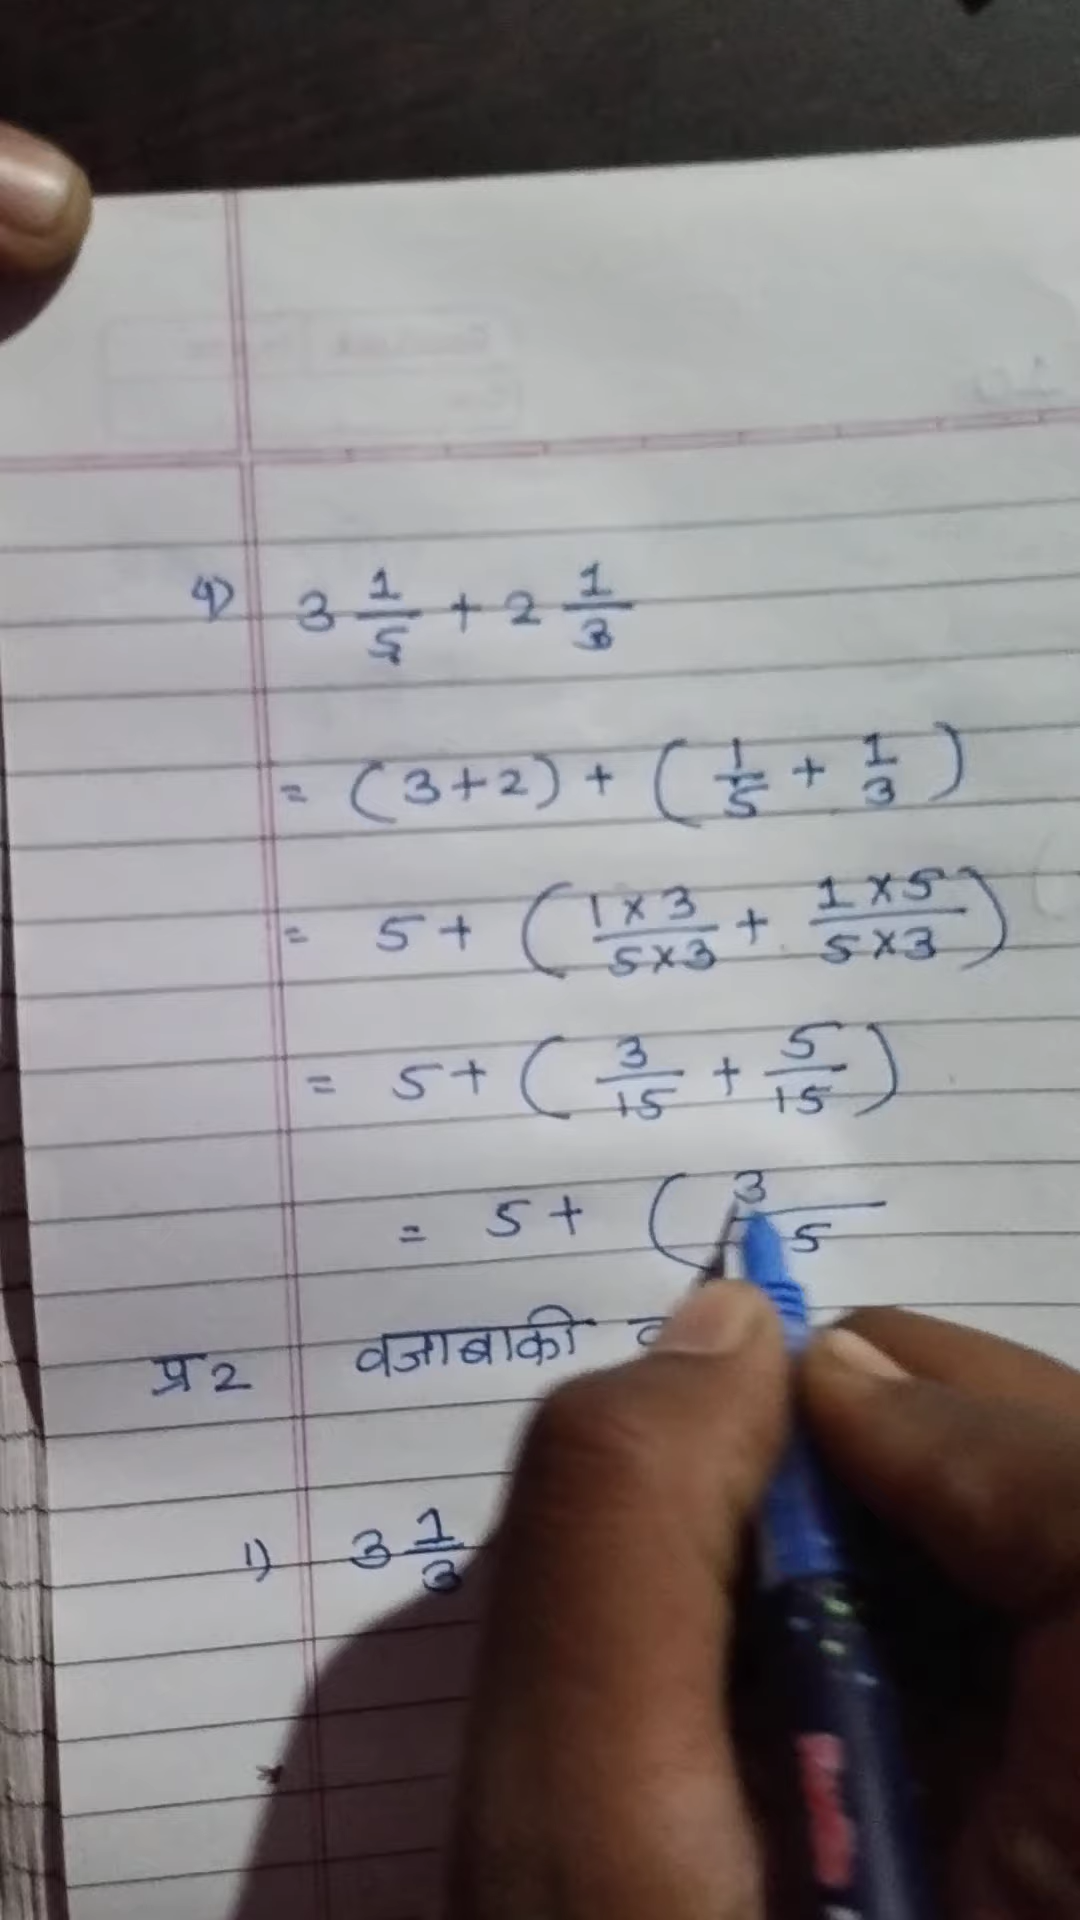 4) 3 1/5 + 2 1/3
= (3+2) + (1/5 + 1/3)
= 5 + (1×3/5×3 + 1×5/5×3)
= 5 + (3/15 + 5/15)
= 5 + (3/5
प्र 2 वजाबाकी
1) 3 1/3